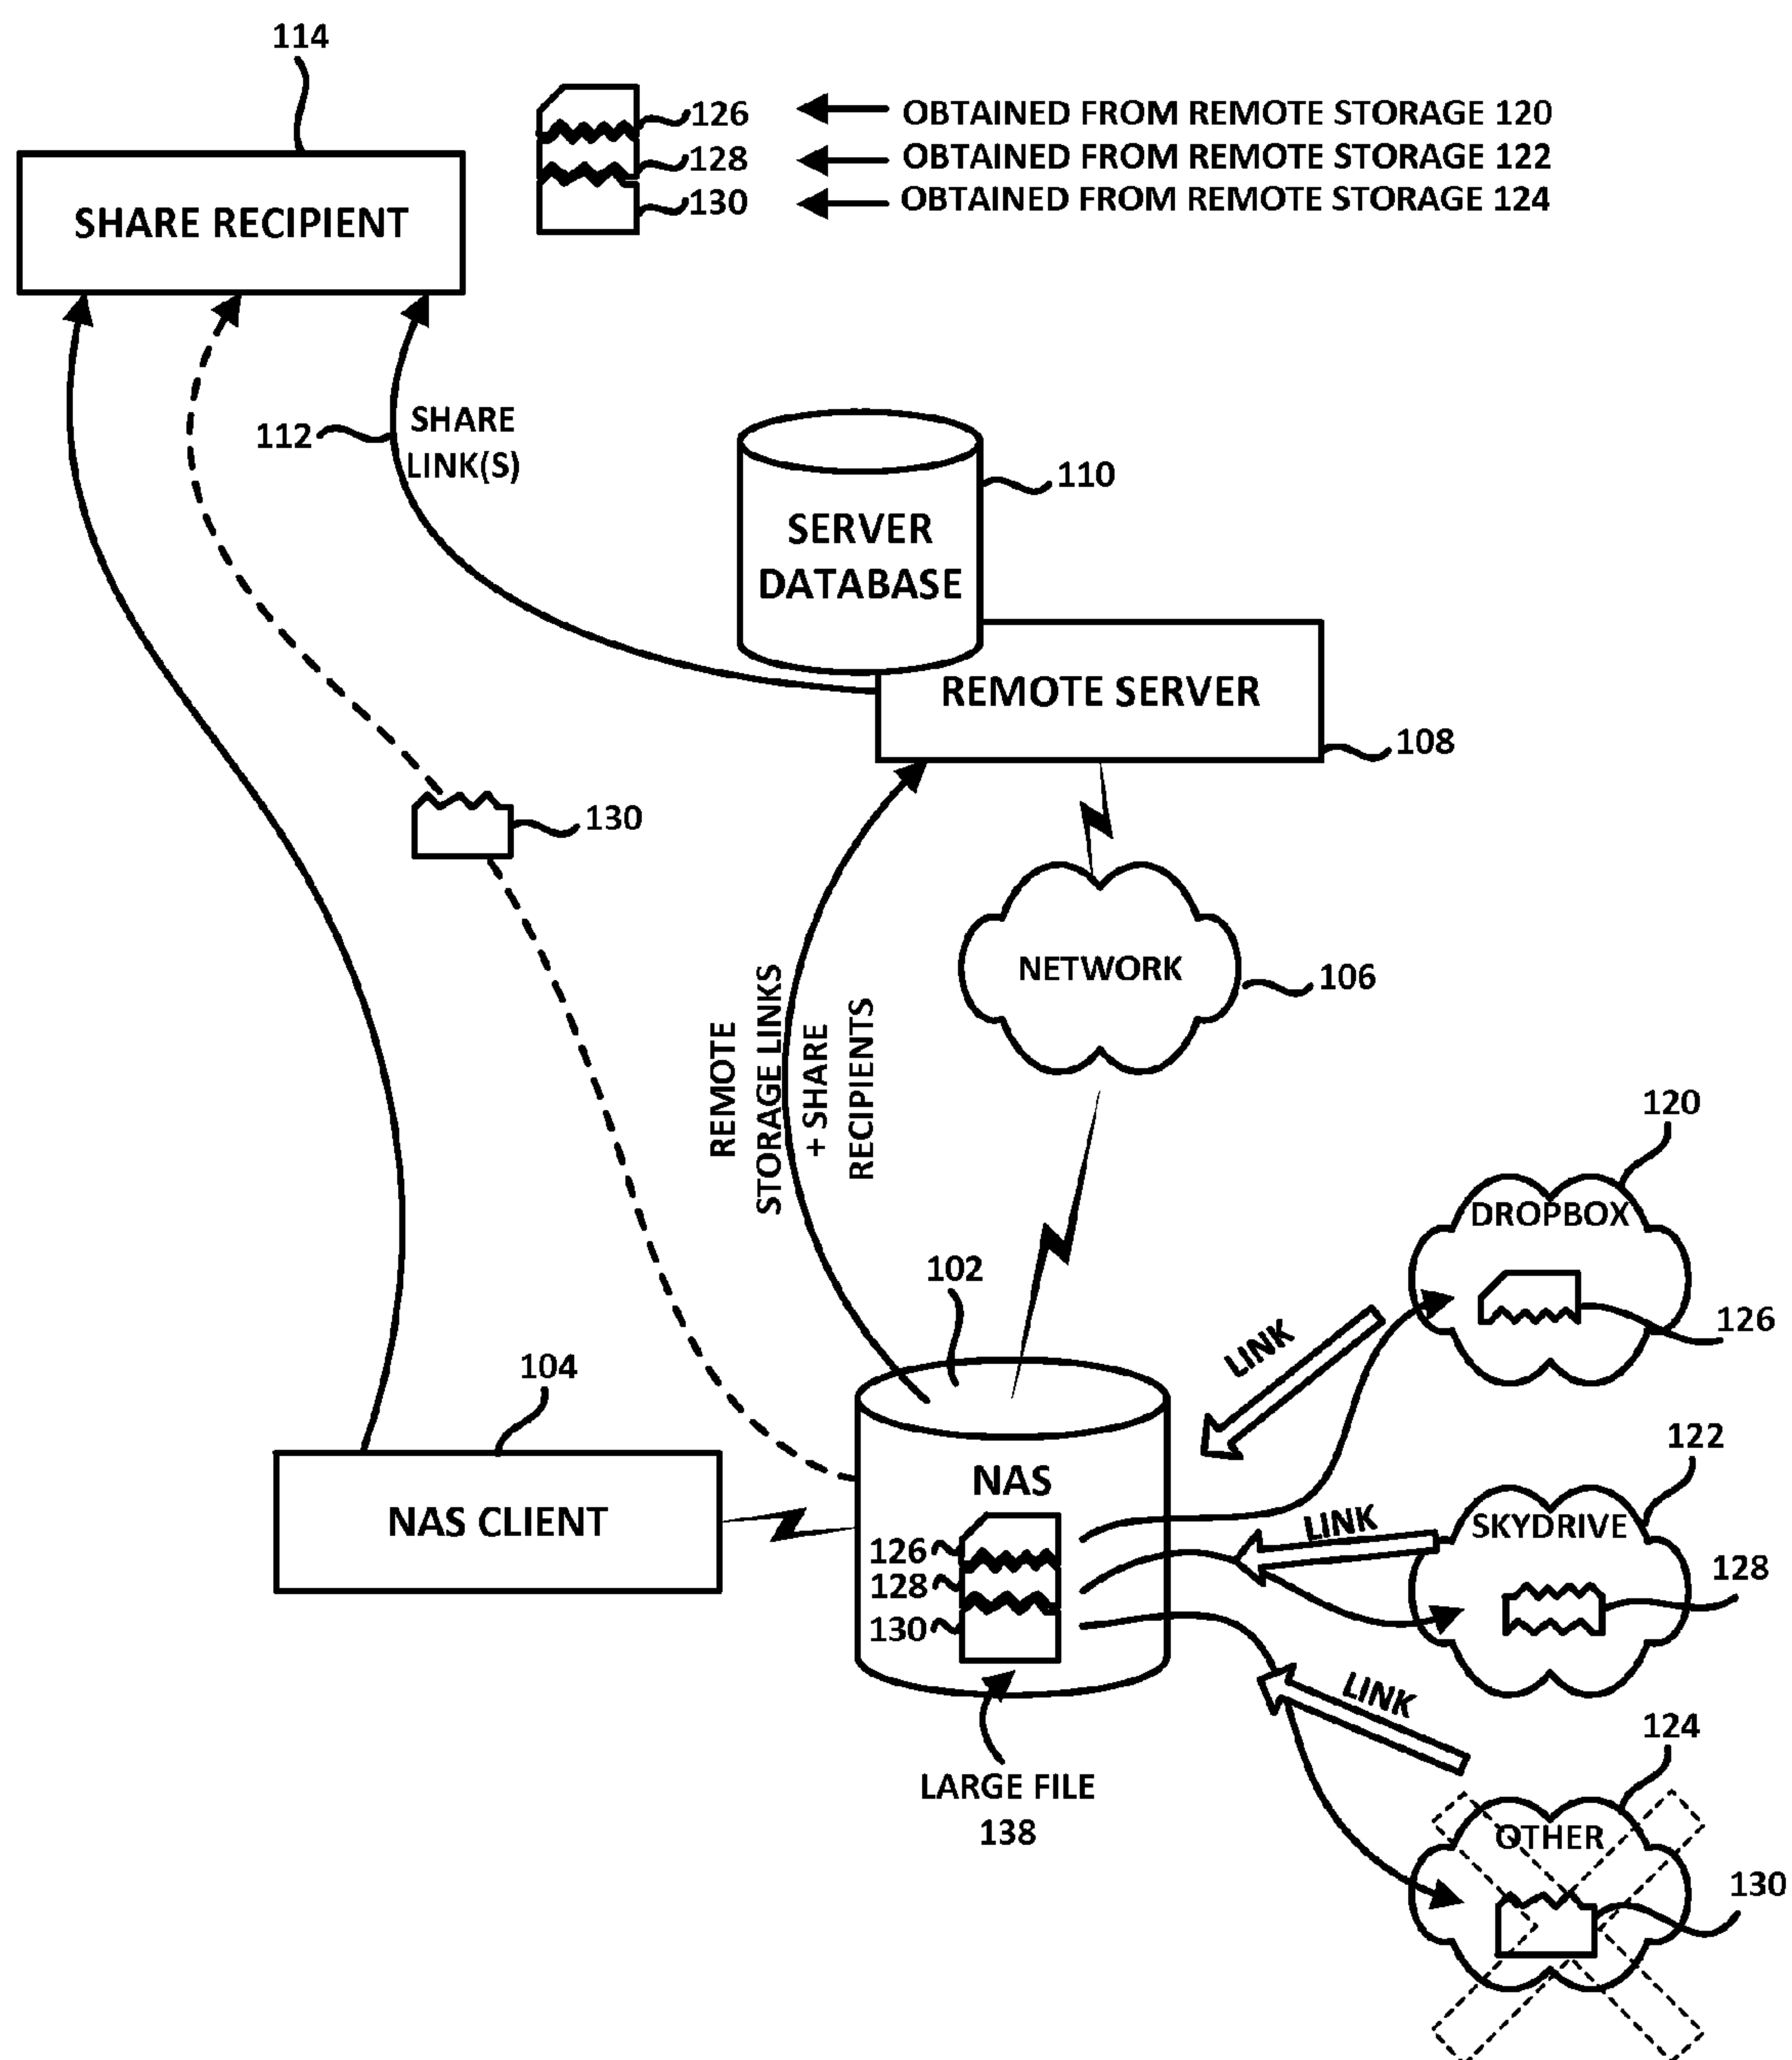 114
126
OBTAINED FROM REMOTE STORAGE 120
128
OBTAINED FROM REMOTE STORAGE 122
130
OBTAINED FROM REMOTE STORAGE 124
SHARE RECIPIENT
112
SHARE
LINK(S)
110
SERVER
DATABASE
REMOTE SERVER
108
130
NETWORK
106
REMOTE
STORAGE LINKS
+ SHARE
RECIPIENTS
120
DROPBOX
126
LINK
102
104
NAS CLIENT
NAS
126
128
130
LINK
122
SKYDRIVE
128
LINK
LARGE FILE
138
124
OTHER
130